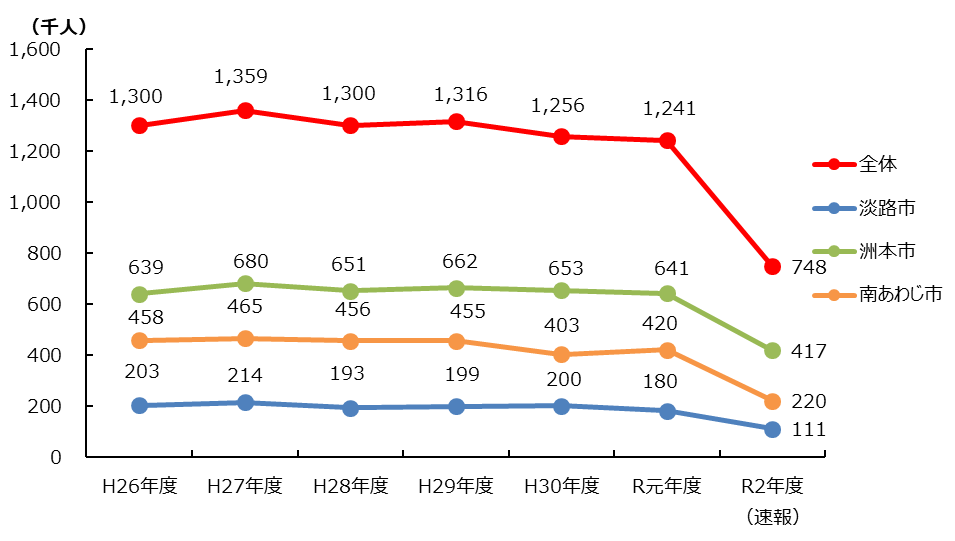 （千人）
1,600
1,400
1,200
1,000
800
600
400
200
0
1,300
1,359
1,300
1,316
1,256
1,241
748
639
680
651
662
653
641
417
458
465
456
455
403
420
220
203
214
193
199
200
180
111
H26年度
H27年度
H28年度
H29年度
H30年度
R元年度
R2年度
（速報）
全体
淡路市
洲本市
南あわじ市